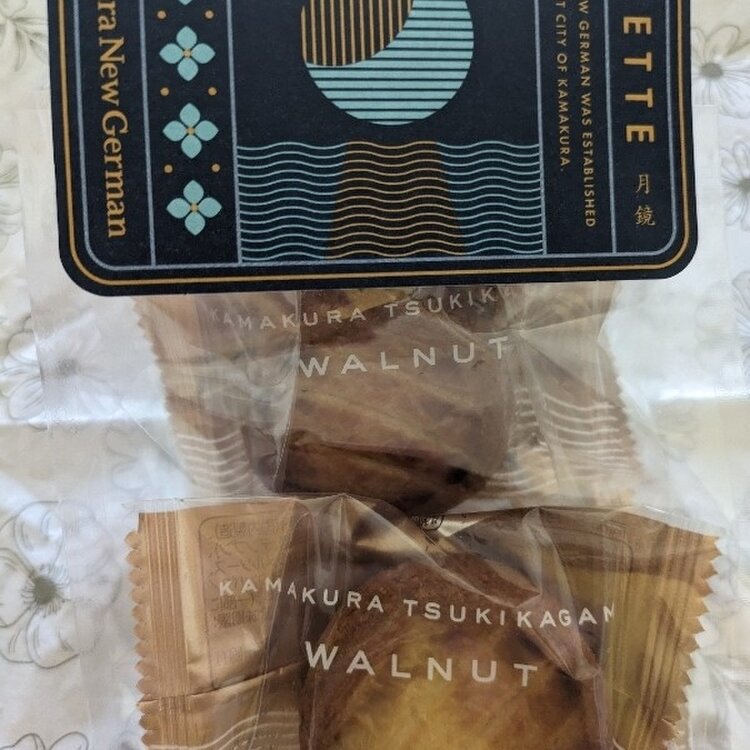 ra New German
W GERMAN WAS ESTABLISHED
T CITY OF KAMAKURA.
ETTE
月鏡
KAMAKURA TSUKIK
WALNUT
KAMAKURA TSUKIKAGAM
WALNUT